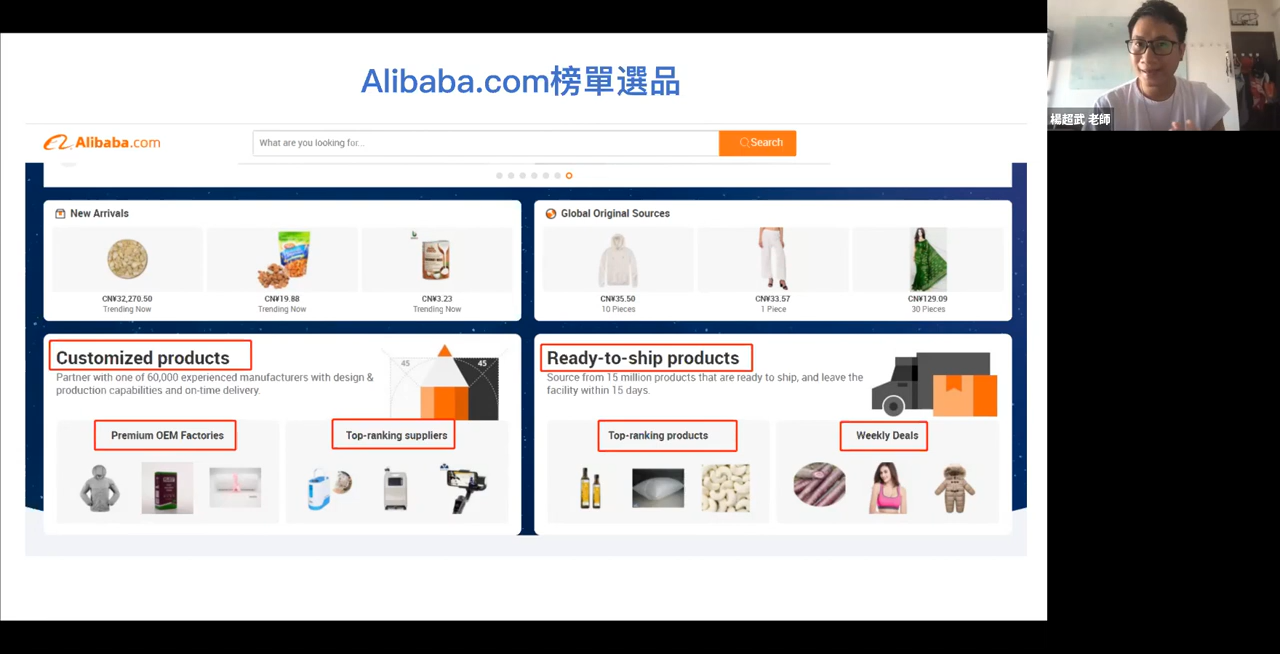 Alibaba.com榜單選品
Alibaba.com
What are you looking for...
Search
New Arrivals
CN¥32,270.50
Trending Now
CN¥19.88
Trending Now
CN¥3.23
Trending Now
Global Original Sources
CN¥35.50
10 Pieces
CN¥33.57
1 Piece
CN¥129.09
30 Pieces
Customized products
Partner with one of 60,000 experienced manufacturers with design &
production capabilities and on-time delivery.
45
45
Premium OEM Factories
Top-ranking suppliers
Ready-to-ship products
Source from 15 million products that are ready to ship, and leave the
facility within 15 days.
Top-ranking products
Weekly Deals
楊超武 老師